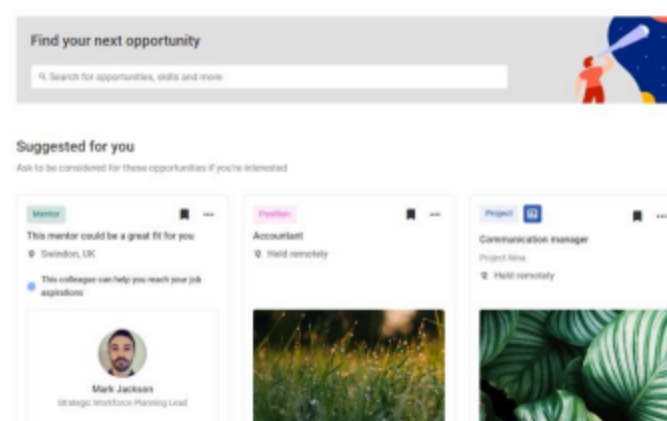 Find your next opportunity
Search for opportunities, skills and more
Suggested for you
Ask to be considered for these opportunities if you're interested
Mentor
This mentor could be a great fit for you
Swindon, UK
This colleague can help you reach your job
aspirations
Mark Jackson
Strategic Workforce Planning Lead
Position
Accountant
Held remotely
Project
Communication manager
Project Nina
Held remotely